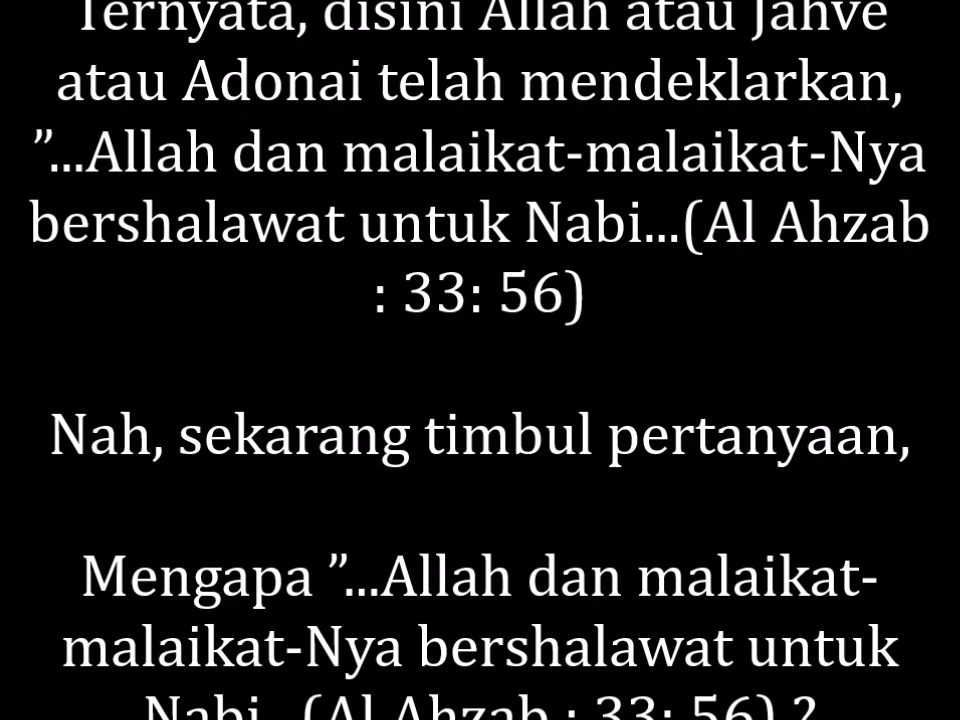 Ternyata, disini Allah atau Jahve
atau Adonai telah mendeklarkan,
”...Allah dan malaikat-malaikat-Nya
bershalawat untuk Nabi...(Al Ahzab
: 33: 56)
Nah, sekarang timbul pertanyaan,
Mengapa ”...Allah dan malaikat-
malaikat-Nya bershalawat untuk
Nabi...(Al Ahzab : 33: 56) ?